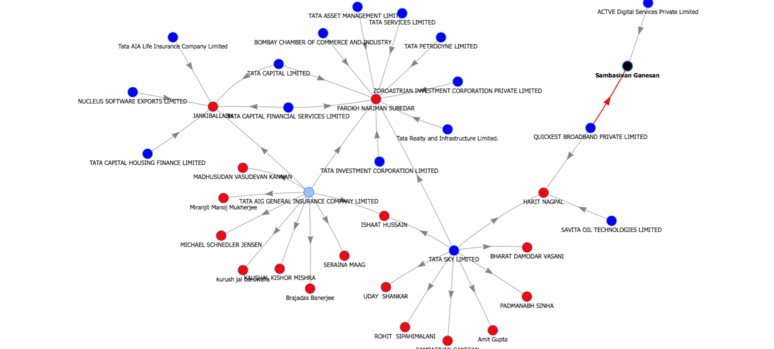 ACTVE Digital Services Private Limited
TATA ASSET MANAGEMENT LIMITED
TATA SERVICES LIMITED
Tata AIA Life Insurance Company Limited
BOMBAY CHAMBER OF COMMERCE AND INDUSTRY
TATA PETRODYNE LIMITED
TATA CAPITAL LIMITED
Sambasivan Ganesan
ZOROASTRIAN INVESTMENT CORPORATION PRIVATE LIMITED
NUCLEUS SOFTWARE EXPORTS LIMITED
JANKIBALLABH
TATA CAPITAL FINANCIAL SERVICES LIMITED
FAROKH NARIMAN SUBEDAR
QUICKEST BROADBAND PRIVATE LIMITED
Tata Realty and Infrastructure Limited.
TATA CAPITAL HOUSING FINANCE LIMITED
TATA INVESTMENT CORPORATION LIMITED
MADHUSUDAN VASUDEVAN KANNAN
TATA AIG GENERAL INSURANCE COMPANY LIMITED
HARIT NAGPAL
Miranjit Manoj Mukherjee
ISHAAT HUSSAIN
SAVITA OIL TECHNOLOGIES LIMITED
MICHAEL SCHNEDLER JENSEN
BHARAT DAMODAR VASANI
TATA SKY LIMITED
SERAINA MAAG
kurush jal
KAUSHAL KISHOR MISHRA
Brajadas Banerjee
UDAY SHANKAR
PADMANABH SINHA
ROHIT SIPAHIMALANI
Amit Gupta